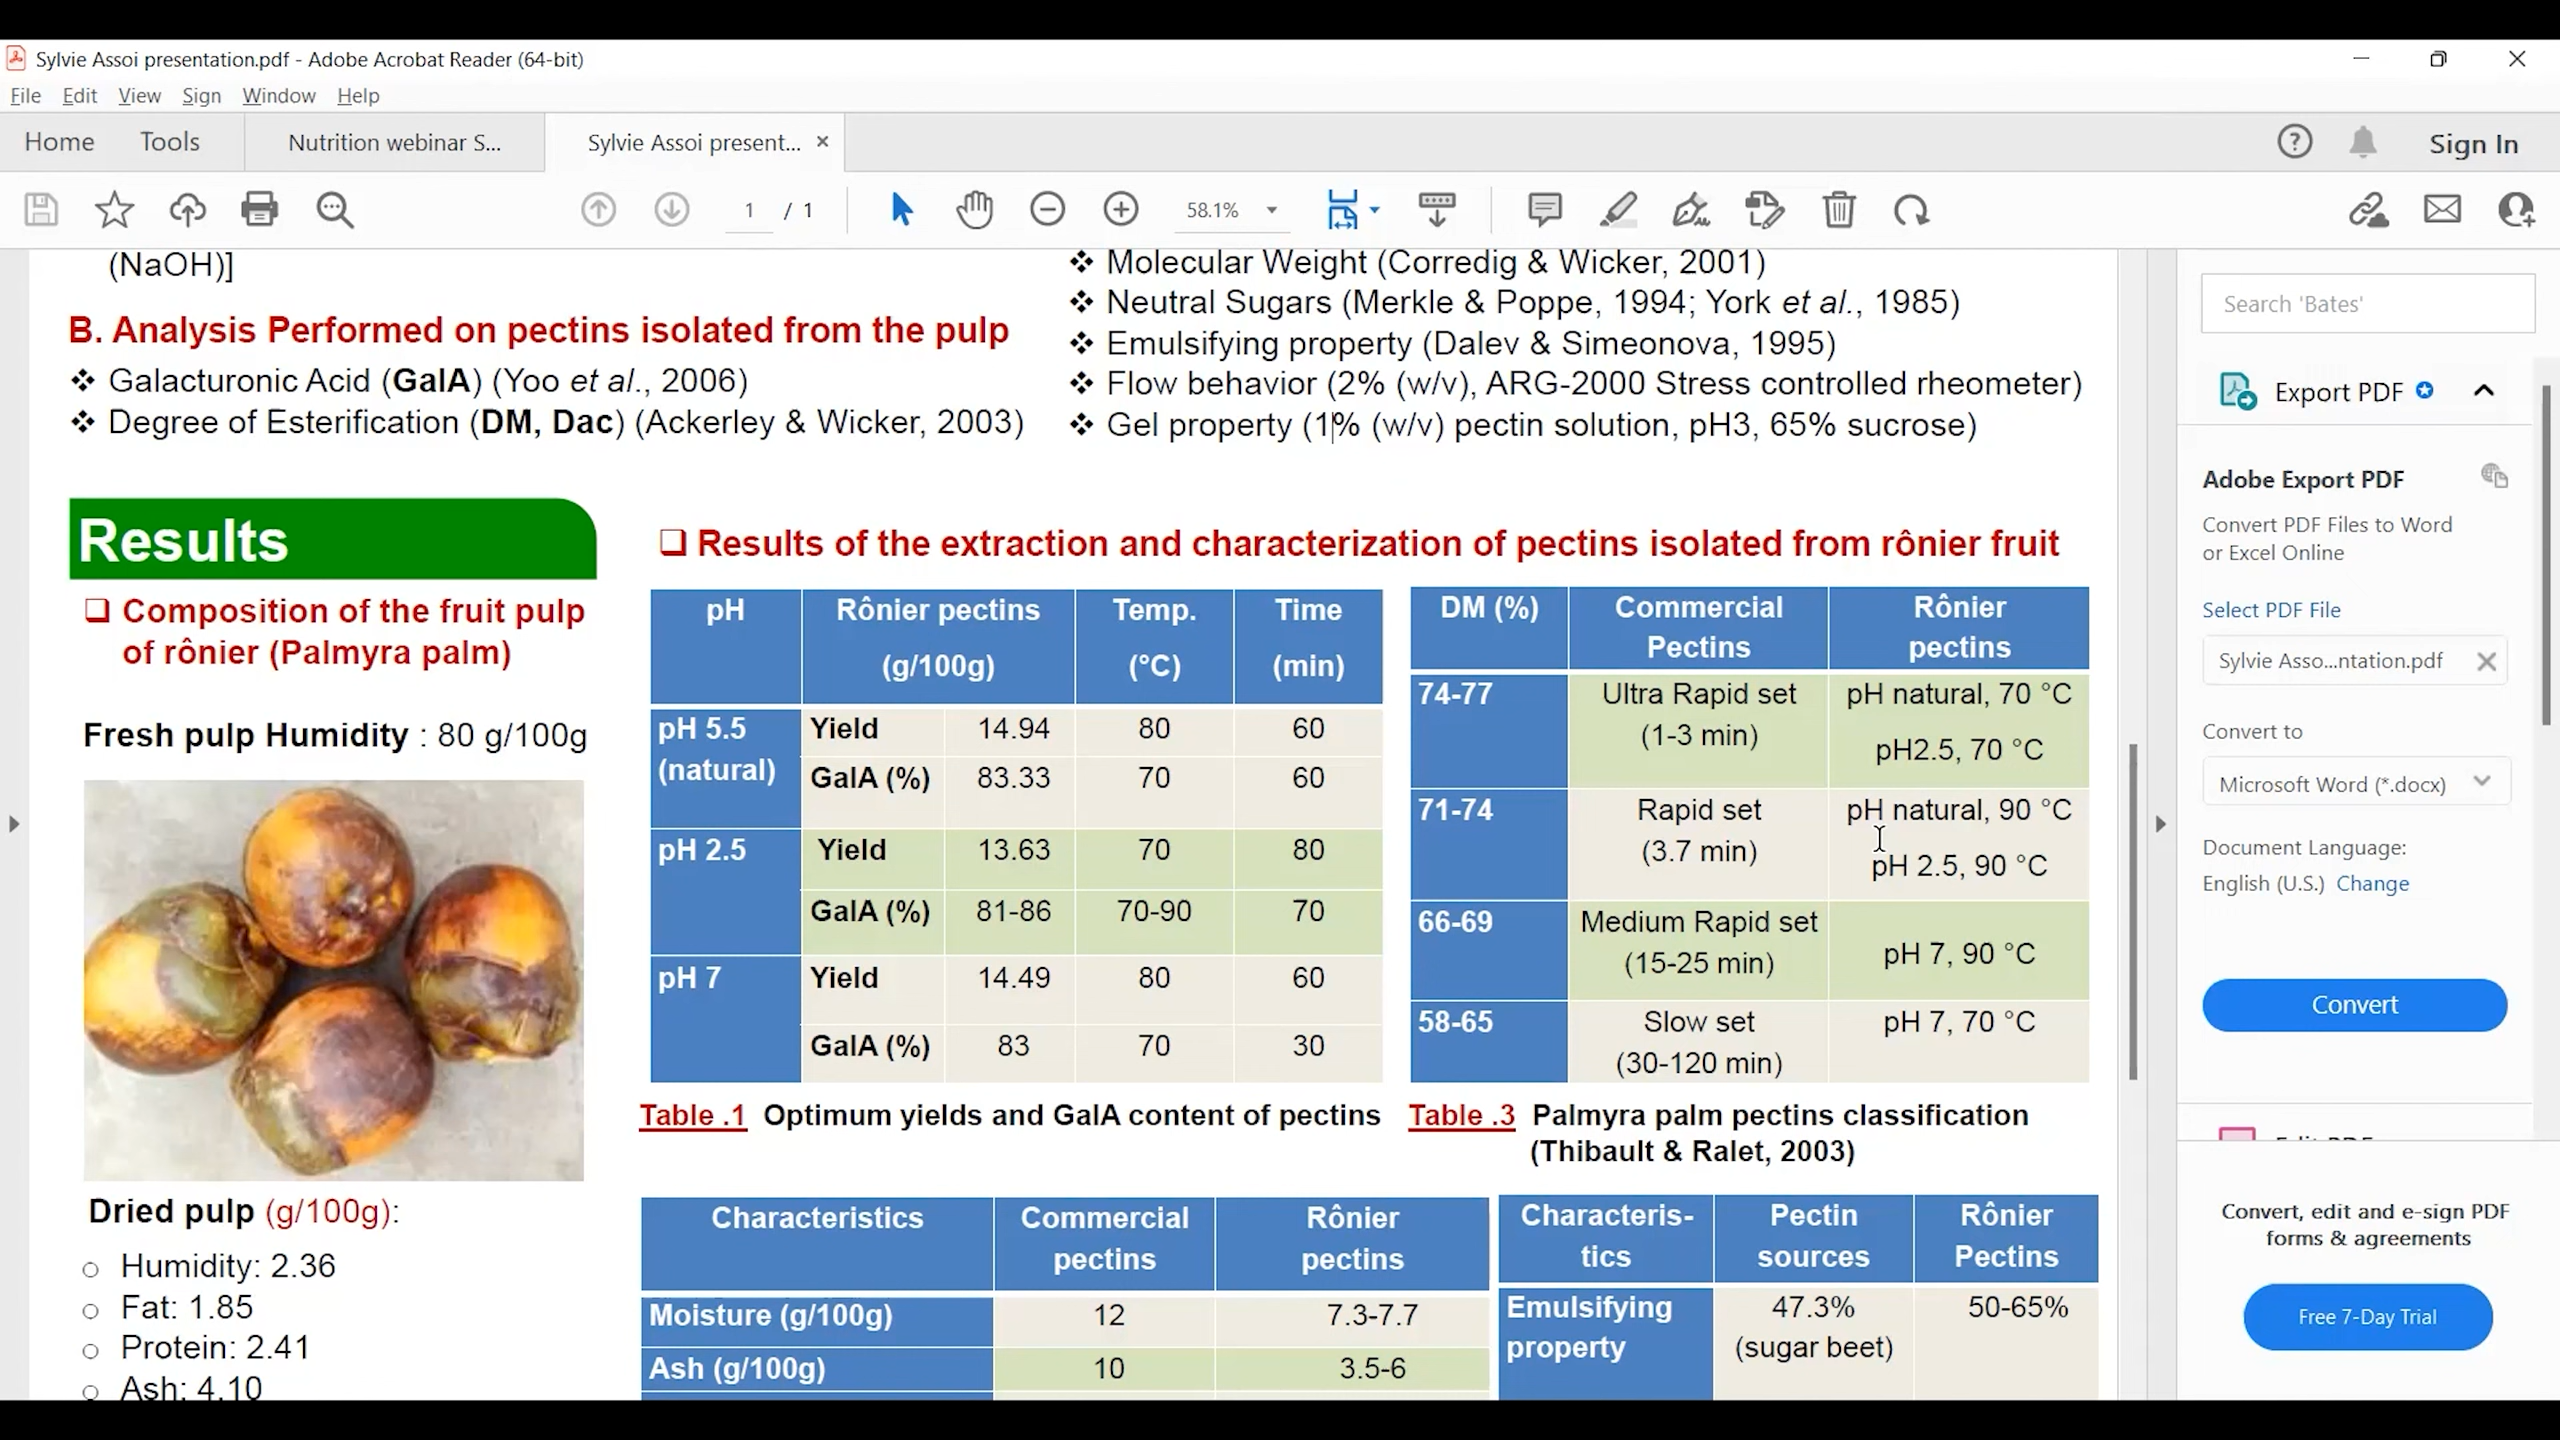 Sylvie Assoi presentation.pdf - Adobe Acrobat Reader (64-bit)
File Edit View Sign Window Help
Home Tools Nutrition webinar S... Sylvie Assoi present... Sign In
1 / 1 58.1%
(NaOH)]
B. Analysis Performed on pectins isolated from the pulp
❖ Galacturonic Acid (GalA) (Yoo et al., 2006)
❖ Degree of Esterification (DM, Dac) (Ackerley & Wicker, 2003)
❖ Molecular Weight (Corredig & Wicker, 2001)
❖ Neutral Sugars (Merkle & Poppe, 1994; York et al., 1985)
❖ Emulsifying property (Dalev & Simeonova, 1995)
❖ Flow behavior (2% (w/v), ARG-2000 Stress controlled rheometer)
❖ Gel property (1% (w/v) pectin solution, pH3, 65% sucrose)
Results
❑ Composition of the fruit pulp
of rônier (Palmyra palm)
Fresh pulp Humidity : 80 g/100g
Dried pulp (g/100g):
o Humidity: 2.36
o Fat: 1.85
o Protein: 2.41
o Ash: 4.10
❑ Results of the extraction and characterization of pectins isolated from rônier fruit
pH Rônier pectins Temp. Time
(g/100g) (°C) (min)
pH 5.5 Yield 14.94 80 60
(natural) GalA (%) 83.33 70 60
pH 2.5 Yield 13.63 70 80
GalA (%) 81-86 70-90 70
pH 7 Yield 14.49 80 60
GalA (%) 83 70 30
Table .1 Optimum yields and GalA content of pectins
DM (%) Commercial Rônier
Pectins pectins
74-77 Ultra Rapid set pH natural, 70 °C
(1-3 min) pH2.5, 70 °C
71-74 Rapid set pH natural, 90 °C
(3.7 min) pH 2.5, 90 °C
66-69 Medium Rapid set
(15-25 min) pH 7, 90 °C
58-65 Slow set pH 7, 70 °C
(30-120 min)
Table .3 Palmyra palm pectins classification
(Thibault & Ralet, 2003)
Characteristics Commercial Rônier
pectins pectins
Moisture (g/100g) 12 7.3-7.7
Ash (g/100g) 10 3.5-6
Characteris- Pectin Rônier
tics sources Pectins
Emulsifying 47.3% 50-65%
property (sugar beet)
Search 'Bates'
Export PDF
Adobe Export PDF
Convert PDF Files to Word
or Excel Online
Select PDF File
Sylvie Asso...ntation.pdf
Convert to
Microsoft Word (*.docx)
Document Language:
English (U.S.) Change
Convert
Convert, edit and e-sign PDF
forms & agreements
Free 7-Day Trial